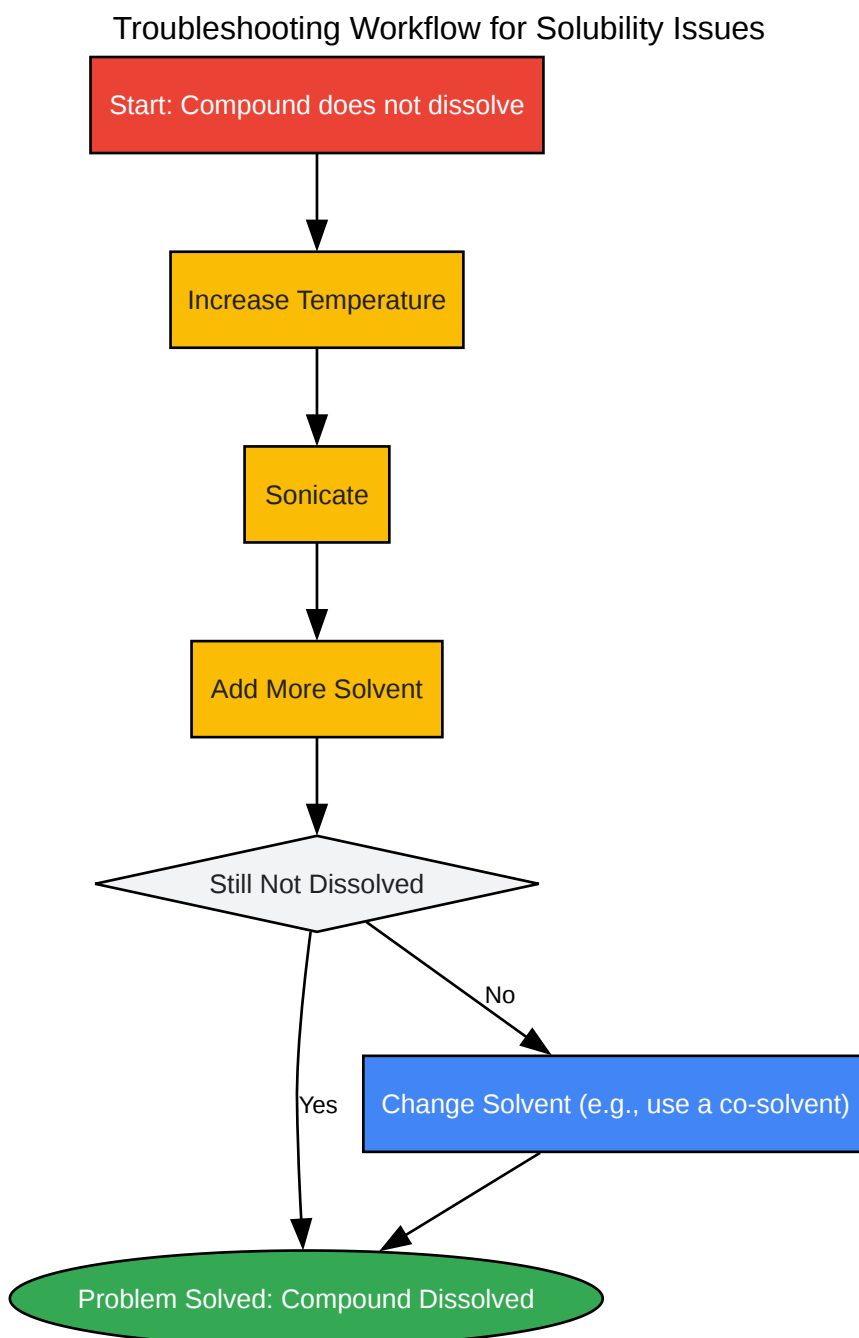 Troubleshooting Workflow for Solubility Issues
Start: Compound does not dissolve
Increase Temperature
Sonicate
Add More Solvent
Still Not Dissolved
No
Yes
Change Solvent (e.g., use a co-solvent)
Problem Solved: Compound Dissolved